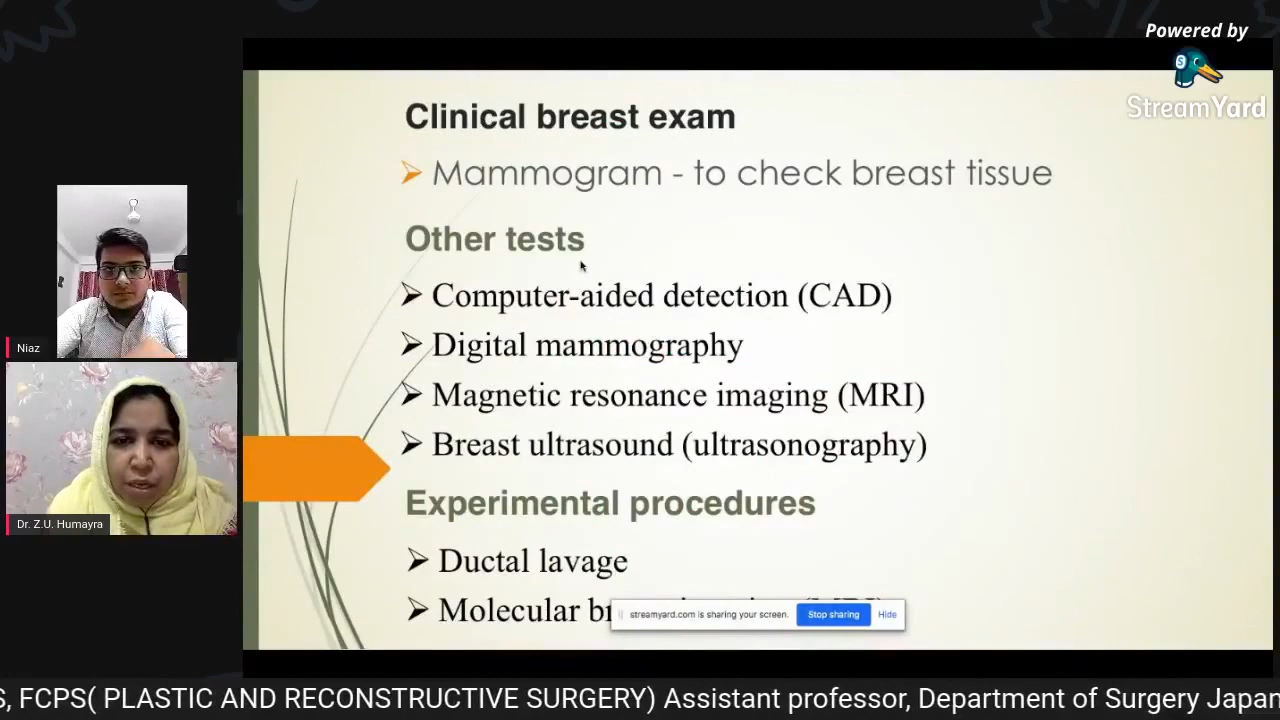 Powered by
StreamYard
Clinical breast exam
Mammogram - to check breast tissue
Other tests
Computer-aided detection (CAD)
Digital mammography
Magnetic resonance imaging (MRI)
Breast ultrasound (ultrasonography)
Experimental procedures
Ductal lavage
Molecular
streamyard.com is sharing your screen. Stop sharing Hide
Niaz
Dr. Z.U. Humayra
S, FCPS( PLASTIC AND RECONSTRUCTIVE SURGERY) Assistant professor, Department of Surgery Japan